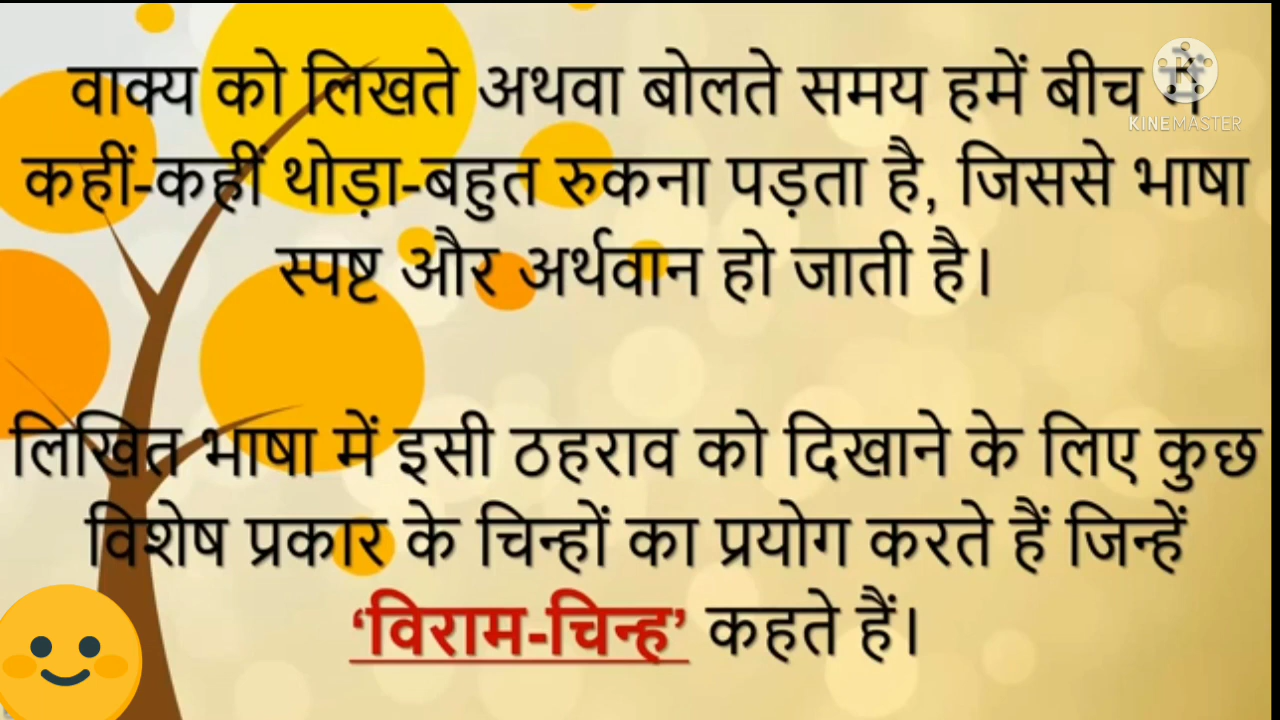 वाक्य को लिखते अथवा बोलते समय हमें बीच में
KINEMASTER
कहीं-कहीं थोड़ा-बहुत रुकना पड़ता है, जिससे भाषा
स्पष्ट और अर्थवान हो जाती है।
लिखित भाषा में इसी ठहराव को दिखाने के लिए कुछ
विशेष प्रकार के चिन्हों का प्रयोग करते हैं जिन्हें
‘विराम-चिन्ह’ कहते हैं।